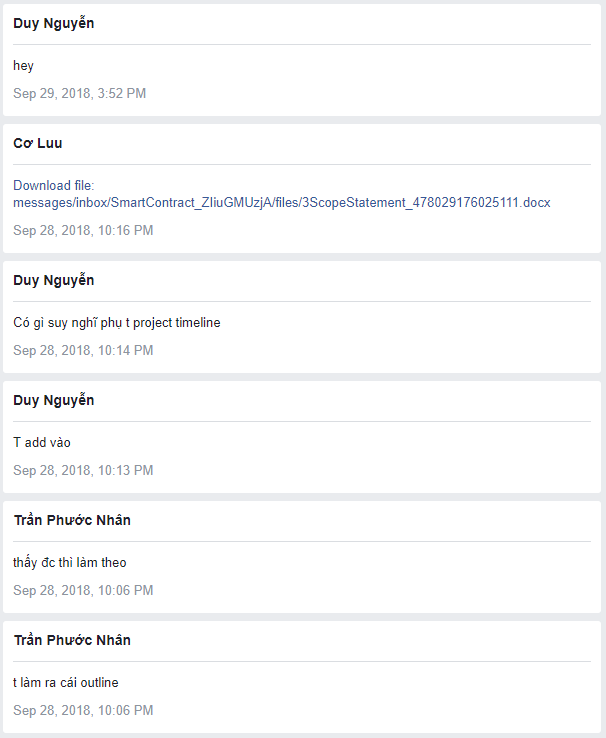 Duy Nguyễn
hey
Sep 29, 2018, 3:52 PM
Cơ Luu
Download file:
messages/inbox/SmartContract_ZIiuGMUzjA/files/3ScopeStatement_478029176025111.docx
Sep 28, 2018, 10:16 PM
Duy Nguyễn
Có gì suy nghĩ phụ t project timeline
Sep 28, 2018, 10:14 PM
Duy Nguyễn
T add vào
Sep 28, 2018, 10:13 PM
Trần Phước Nhân
thấy đc thì làm theo
Sep 28, 2018, 10:06 PM
Trần Phước Nhân
t làm ra cái outline
Sep 28, 2018, 10:06 PM